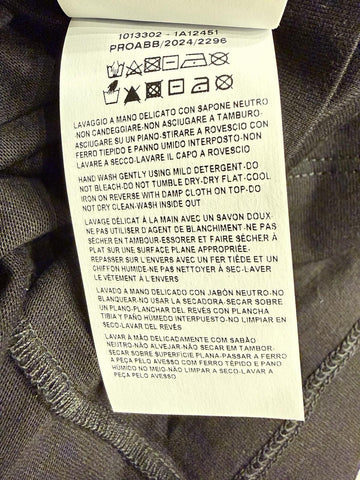 1013302 - 1A12451
PROABB/2024/2296
LAVAGGIO A MANO DELICATO CON SAPONE NEUTRO
-NON CANDEGGIARE-NON ASCIUGARE A TAMBURO-
ASCIUGARE SU UN PIANO-STIRARE A ROVESCIO CON
FERRO TIEPIDO E PANNO UMIDO INTERPOSTO-NON
LAVARE A SECCO-LAVARE IL CAPO A ROVESCIO
HAND WASH GENTLY USING MILD DETERGENT-DO
NOT BLEACH-DO NOT TUMBLE DRY-DRY FLAT-COOL
IRON ON REVERSE WITH DAMP CLOTH ON TOP-DO
NOT DRY CLEAN-WASH INSIDE OUT
LAVAGE DÉLICAT À LA MAIN AVEC UN SAVON DOUX-
NE PAS UTILISER D'AGENT DE BLANCHIMENT-NE PAS
SÉCHER EN TAMBOUR-ESSORER ET FAIRE SÉCHER À
PLAT SUR UNE SURFACE PLANE APPROPRIÉE-
REPASSER SUR L'ENVERS AVEC UN FER TIÈDE ET UN
CHIFFON HUMIDE-NE PAS NETTOYER À SEC-LAVER
LE VÊTEMENT À L'ENVERS
LAVADO A MANO DELICADO CON JABÓN NEUTRO-NO
BLANQUEAR-NO USAR LA SECADORA-SECAR SOBRE
UN PLANO-PLANCHAR DEL REVÉS CON PLANCHA
TIBIA Y PAÑO HÚMEDO INTERPUESTO-NO LIMPIAR EN
SECO-LAVAR DEL REVÉS
LAVAR À MÃO DELICADAMENTE COM SABÃO
NEUTRO-NÃO ALVEJAR-NÃO SECAR EM TAMBOR-
SECAR SOBRE SUPERFÍCIE PLANA-PASSAR A FERRO
A PEÇA PELO AVESSO COM FERRO TÉPIDO E PANO
HÚMIDO NO MEIO-NÃO LIMPAR A SECO-LAVAR A
PEÇA PELO AVESSO